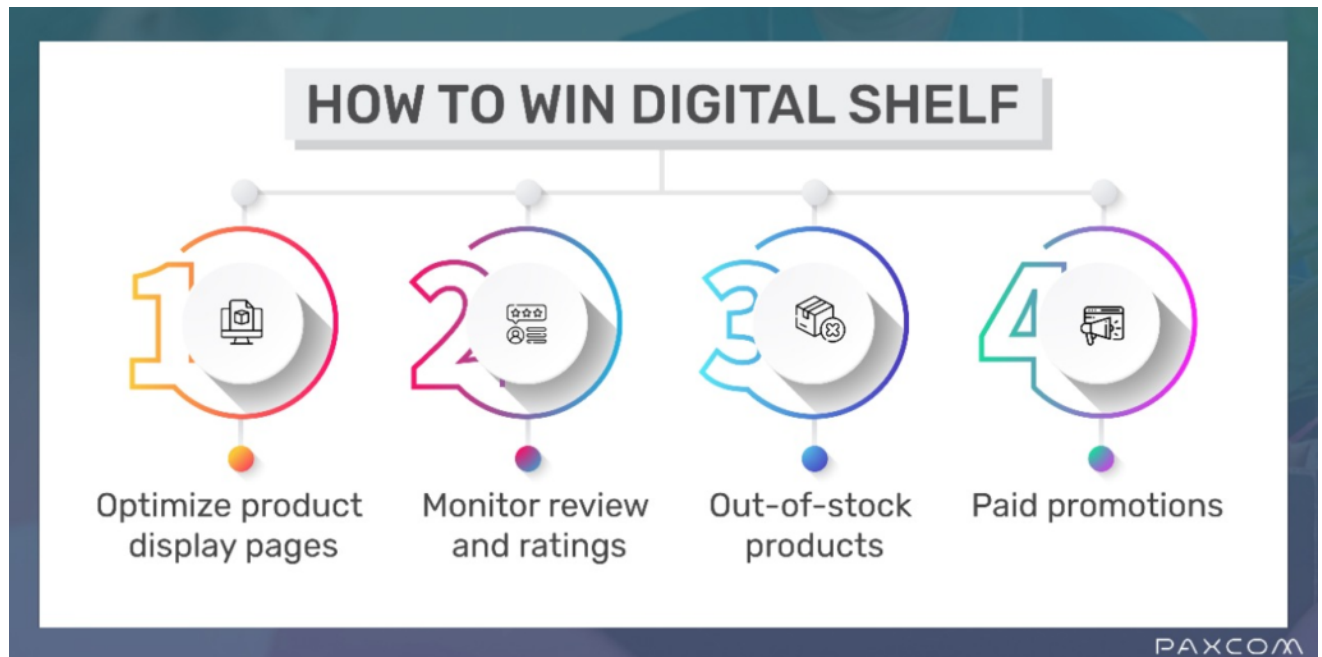 HOW TO WIN DIGITAL SHELF
1
2
3
4
Optimize product
display pages
Monitor review
and ratings
Out-of-stock
products
Paid promotions
PAXCOM